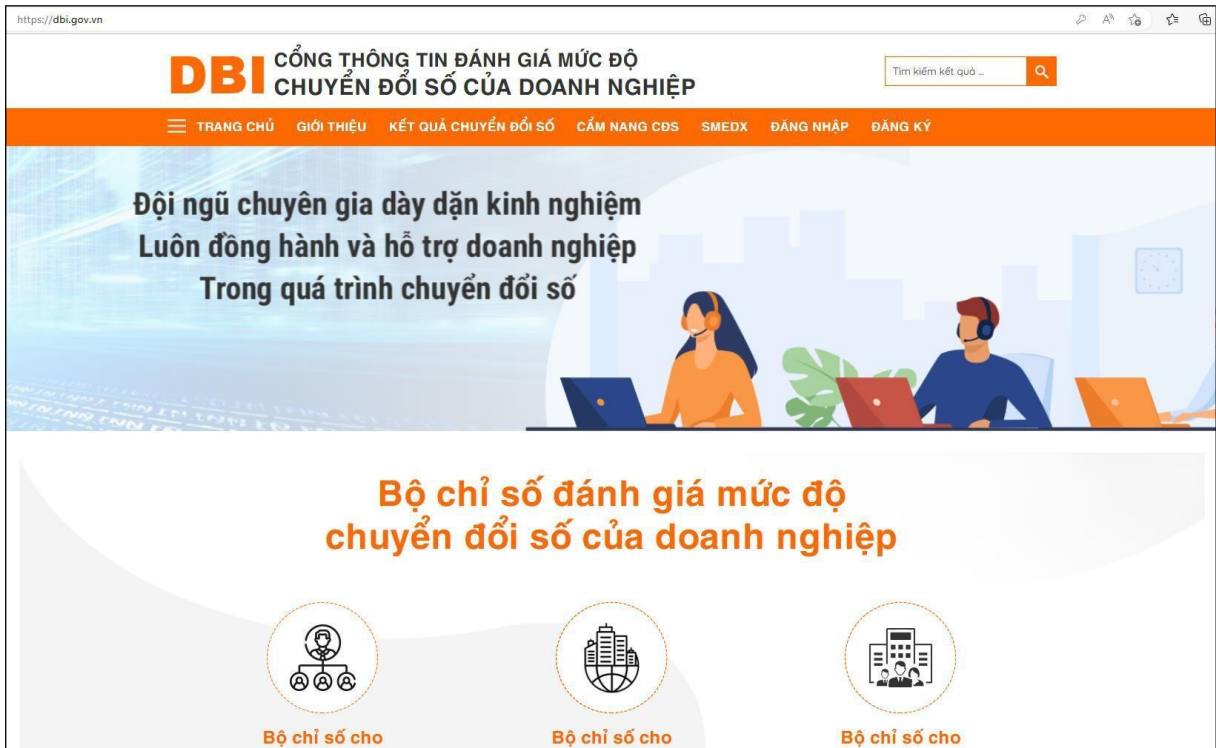 https://dbi.gov.vn
DBI
CỔNG THÔNG TIN ĐÁNH GIÁ MỨC ĐỘ
CHUYỂN ĐỔI SỐ CỦA DOANH NGHIỆP
Tìm kiếm kết quả ...
TRANG CHỦ GIỚI THIỆU KẾT QUẢ CHUYỂN ĐỔI SỐ CẨM NANG CĐS SMEDX ĐĂNG NHẬP ĐĂNG KÝ
Đội ngũ chuyên gia dày dặn kinh nghiệm
Luôn đồng hành và hỗ trợ doanh nghiệp
Trong quá trình chuyển đổi số
Bộ chỉ số đánh giá mức độ
chuyển đổi số của doanh nghiệp
Bộ chỉ số cho Bộ chỉ số cho Bộ chỉ số cho